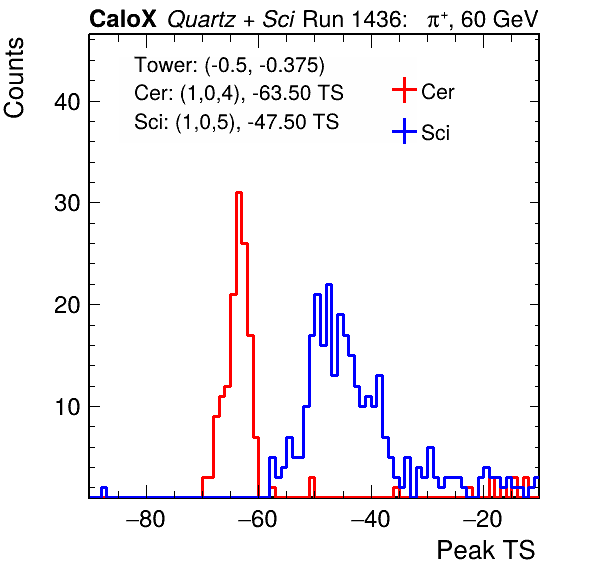 CaloX Quartz + Sci Run 1436: π⁺, 60 GeV
Counts
Tower: (-0.5, -0.375)
Cer: (1,0,4), -63.50 TS
Sci: (1,0,5), -47.50 TS
Cer
Sci
40
30
20
10
−80 −60 −40 −20
Peak TS